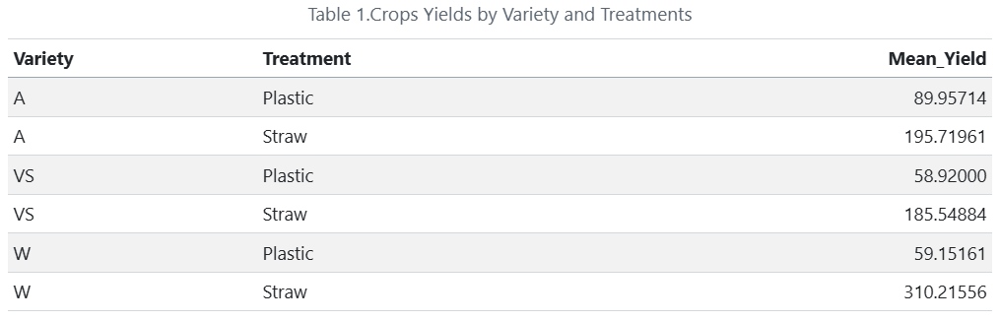 Table 1.Crops Yields by Variety and Treatments
Variety Treatment Mean_Yield
A Plastic 89.95714
A Straw 195.71961
VS Plastic 58.92000
VS Straw 185.54884
W Plastic 59.15161
W Straw 310.21556